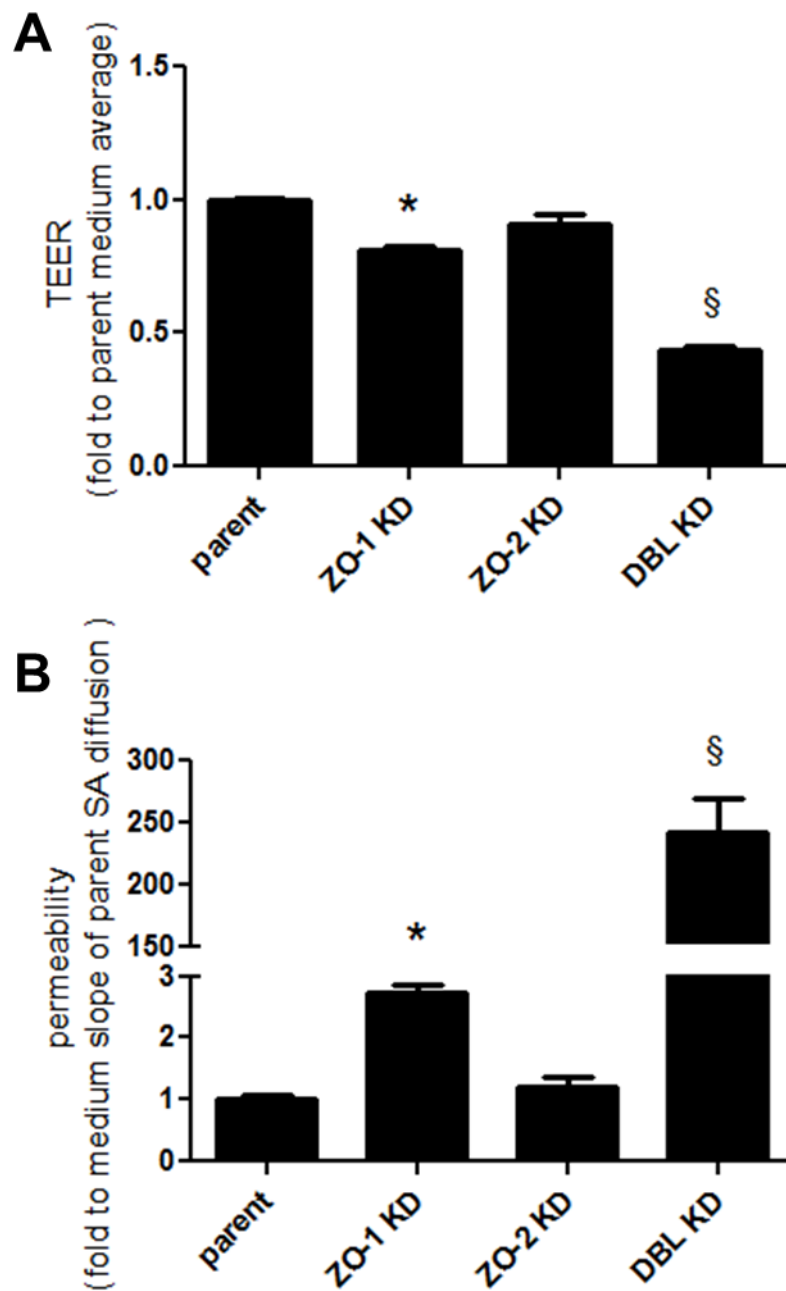 A
TEER
(fold to parent medium average)
1.5
1.0
0.5
0.0
*
§
parent
ZO-1 KD
ZO-2 KD
DBL KD
B
permeability
(fold to medium slope of parent SA diffusion )
300
250
200
150
3
2
1
0
*
§
parent
ZO-1 KD
ZO-2 KD
DBL KD